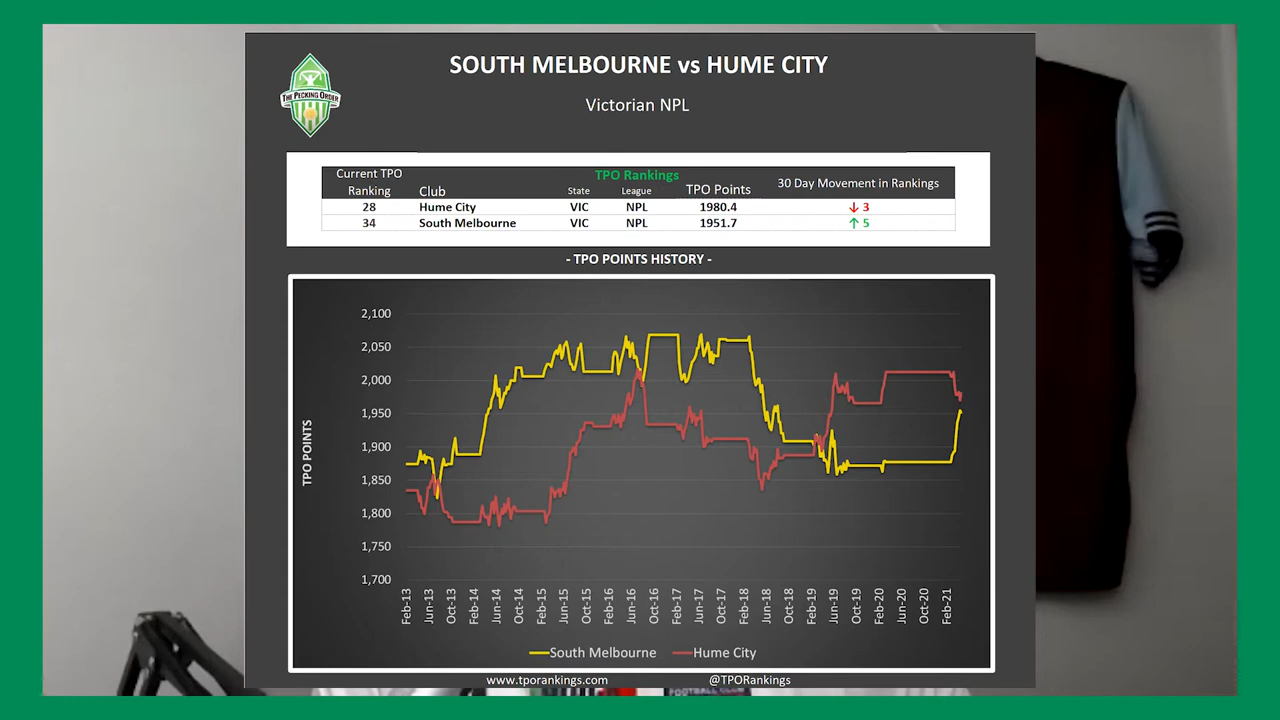 SOUTH MELBOURNE vs HUME CITY
THE PECKING ORDER
Victorian NPL
Current TPO Ranking Club TPO Rankings State League TPO Points 30 Day Movement in Rankings
28 Hume City VIC NPL 1980.4 ↓ 3
34 South Melbourne VIC NPL 1951.7 ↑ 5
- TPO POINTS HISTORY -
2,100
2,050
2,000
1,950
1,900
1,850
1,800
1,750
1,700
TPO POINTS
Feb-13 Jun-13 Oct-13 Feb-14 Jun-14 Oct-14 Feb-15 Jun-15 Oct-15 Feb-16 Jun-16 Oct-16 Feb-17 Jun-17 Oct-17 Feb-18 Jun-18 Oct-18 Feb-19 Jun-19 Oct-19 Feb-20 Jun-20 Oct-20 Feb-21
South Melbourne Hume City
www.tporankings.com @TPORankings
FOOTBALL CLUB